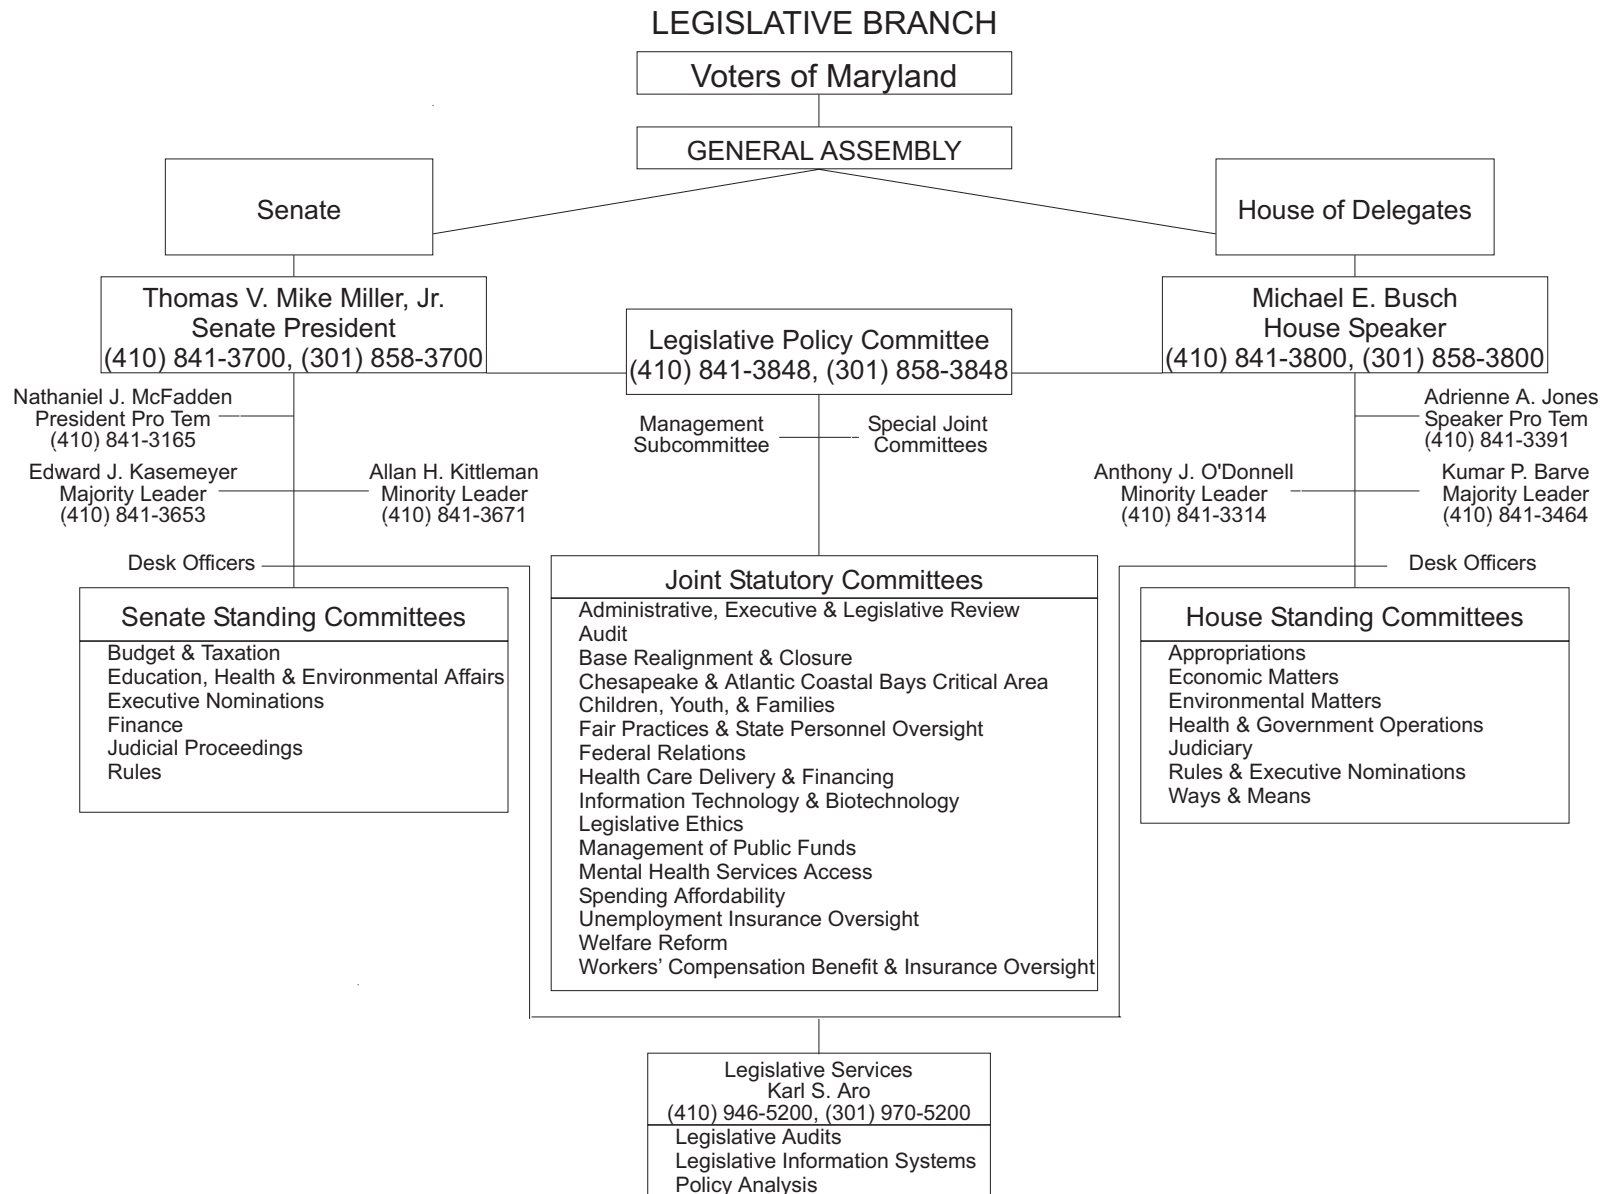 LEGISLATIVE BRANCH
Voters of Maryland
GENERAL ASSEMBLY
Senate
House of Delegates
Thomas V. Mike Miller, Jr.
Senate President
(410) 841-3700, (301) 858-3700
Legislative Policy Committee
(410) 841-3848, (301) 858-3848
Michael E. Busch
House Speaker
(410) 841-3800, (301) 858-3800
Nathaniel J. McFadden
President Pro Tem
(410) 841-3165
Edward J. Kasemeyer
Majority Leader
(410) 841-3653
Allan H. Kittleman
Minority Leader
(410) 841-3671
Management
Subcommittee
Special Joint
Committees
Adrienne A. Jones
Speaker Pro Tem
(410) 841-3391
Anthony J. O'Donnell
Minority Leader
(410) 841-3314
Kumar P. Barve
Majority Leader
(410) 841-3464
Desk Officers
Desk Officers
Senate Standing Committees
Budget & Taxation
Education, Health & Environmental Affairs
Executive Nominations
Finance
Judicial Proceedings
Rules
Joint Statutory Committees
Administrative, Executive & Legislative Review
Audit
Base Realignment & Closure
Chesapeake & Atlantic Coastal Bays Critical Area
Children, Youth, & Families
Fair Practices & State Personnel Oversight
Federal Relations
Health Care Delivery & Financing
Information Technology & Biotechnology
Legislative Ethics
Management of Public Funds
Mental Health Services Access
Spending Affordability
Unemployment Insurance Oversight
Welfare Reform
Workers’ Compensation Benefit & Insurance Oversight
House Standing Committees
Appropriations
Economic Matters
Environmental Matters
Health & Government Operations
Judiciary
Rules & Executive Nominations
Ways & Means
Legislative Services
Karl S. Aro
(410) 946-5200, (301) 970-5200
Legislative Audits
Legislative Information Systems
Policy Analysis